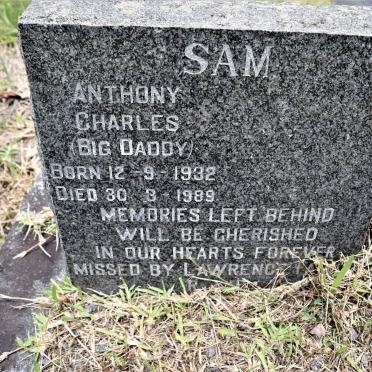 SAM
ANTHONY
CHARLES
(BIG DADDY)
BORN 12 - 9 - 1932
DIED 30 3 - 1989
MEMORIES LEFT BEHIND
WILL BE CHERISHED
IN OUR HEARTS FOREVER
MISSED BY LAWRENCE